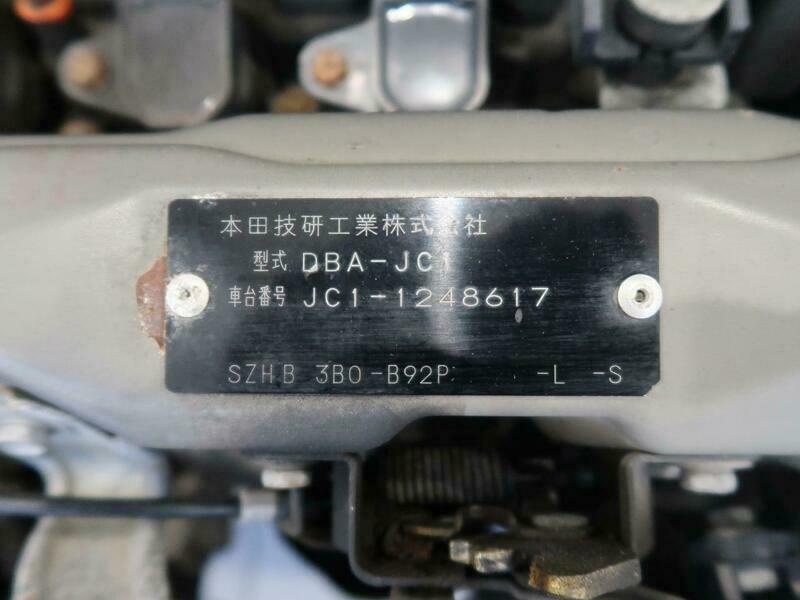 本田技研工業株式会社
型式 DBA-JC1
車台番号 JC1-1248617
SZHB 3B0-B92P -L -S